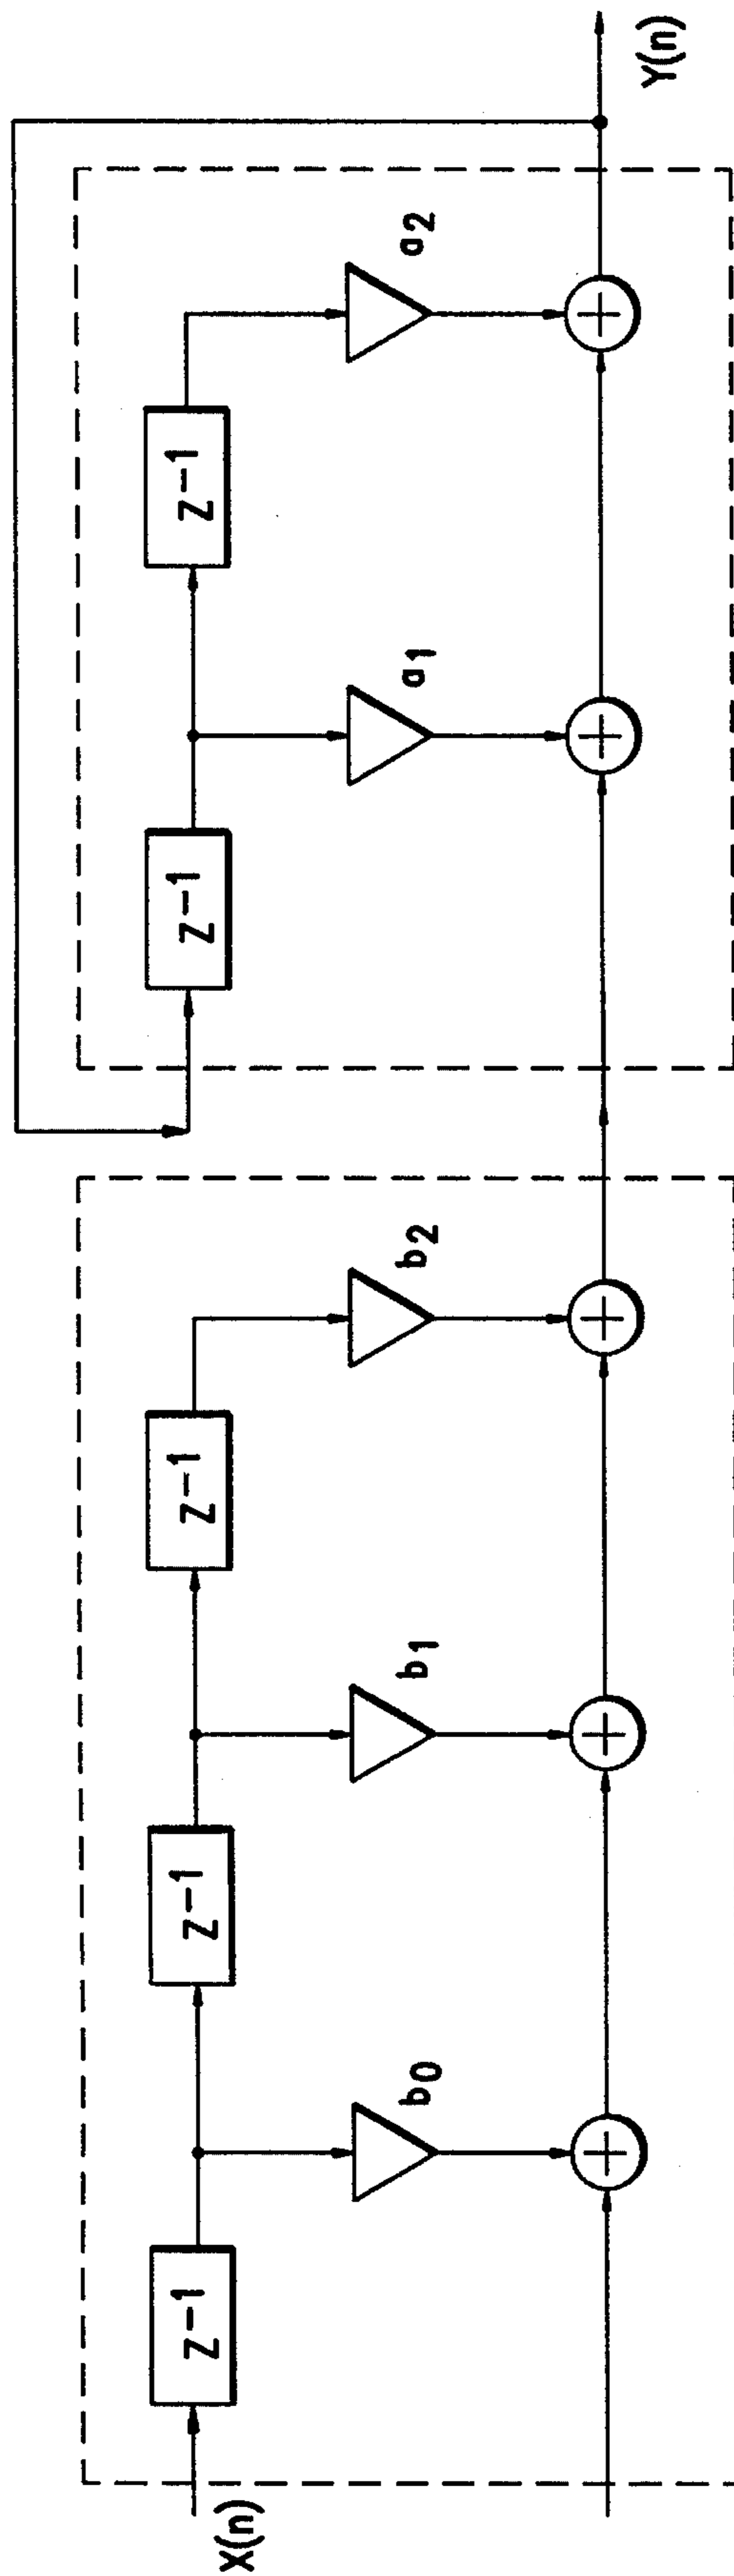 X(n)
z⁻¹
z⁻¹
z⁻¹
z⁻¹
z⁻¹
b₀
b₁
b₂
a₁
a₂
Y(n)